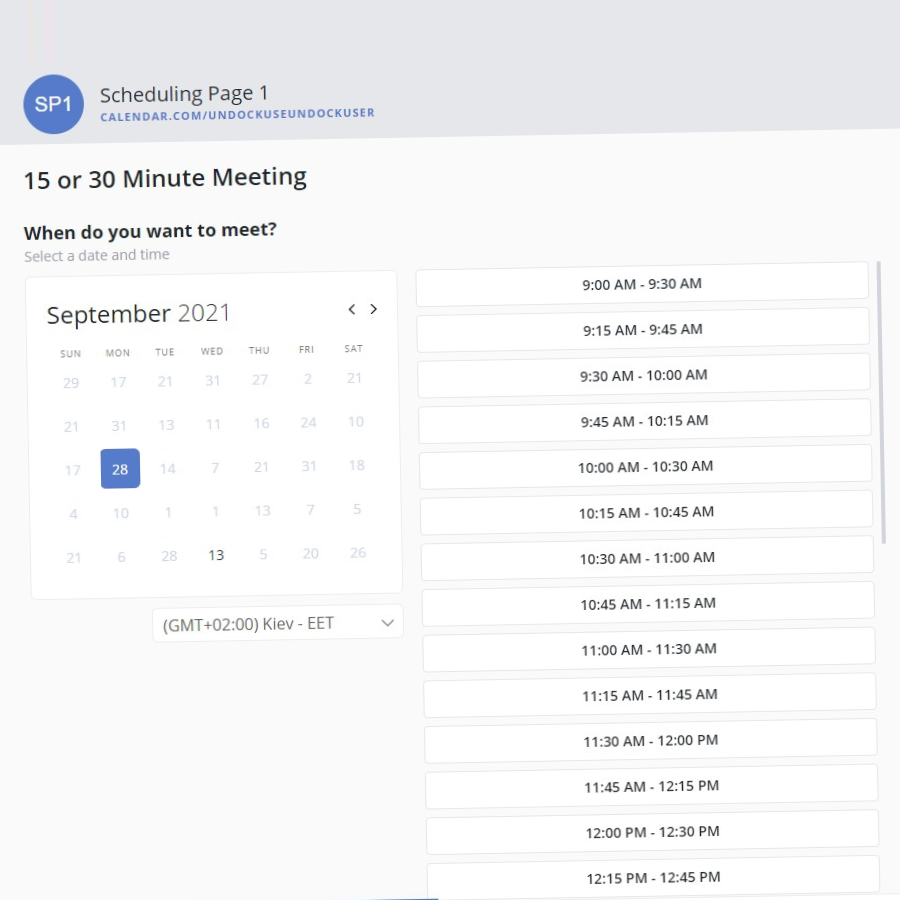 SP1
Scheduling Page 1
CALENDAR.COM/UNDOCKUSEUNDOCKUSER
15 or 30 Minute Meeting
When do you want to meet?
Select a date and time
September 2021
SUN MON TUE WED THU FRI SAT
29 17 21 31 27 2 21
21 31 13 11 16 24 10
17 28 14 7 21 31 18
4 10 1 1 13 7 5
21 6 28 13 5 20 26
(GMT+02:00) Kiev - EET
9:00 AM - 9:30 AM
9:15 AM - 9:45 AM
9:30 AM - 10:00 AM
9:45 AM - 10:15 AM
10:00 AM - 10:30 AM
10:15 AM - 10:45 AM
10:30 AM - 11:00 AM
10:45 AM - 11:15 AM
11:00 AM - 11:30 AM
11:15 AM - 11:45 AM
11:30 AM - 12:00 PM
11:45 AM - 12:15 PM
12:00 PM - 12:30 PM
12:15 PM - 12:45 PM